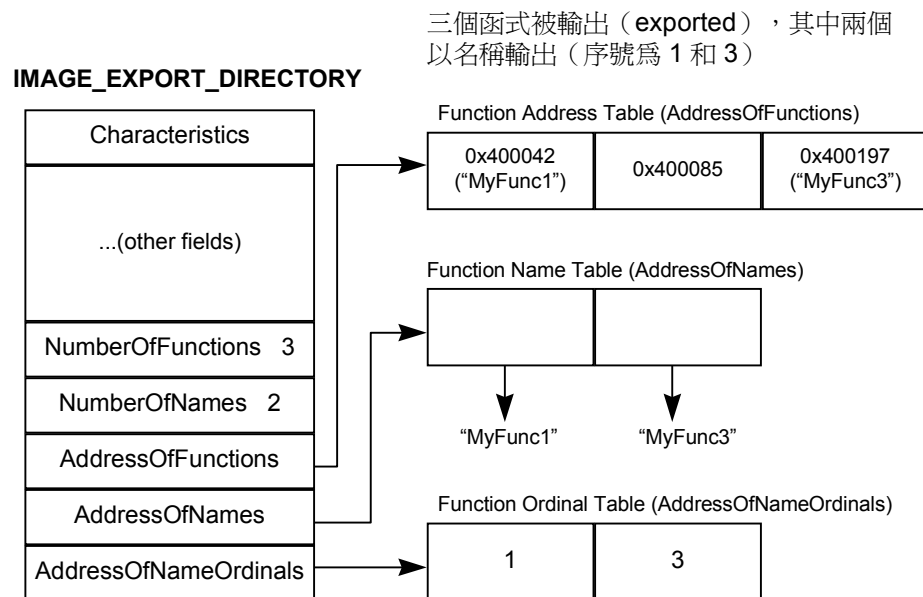 三個函式被輸出（exported），其中兩個
以名稱輸出（序號為 1 和 3）
IMAGE_EXPORT_DIRECTORY
Characteristics
...(other fields)
NumberOfFunctions 3
NumberOfNames 2
AddressOfFunctions
AddressOfNames
AddressOfNameOrdinals
Function Address Table (AddressOfFunctions)
0x400042
(“MyFunc1”)
0x400085
0x400197
(“MyFunc3”)
Function Name Table (AddressOfNames)
“MyFunc1”
“MyFunc3”
Function Ordinal Table (AddressOfNameOrdinals)
1
3